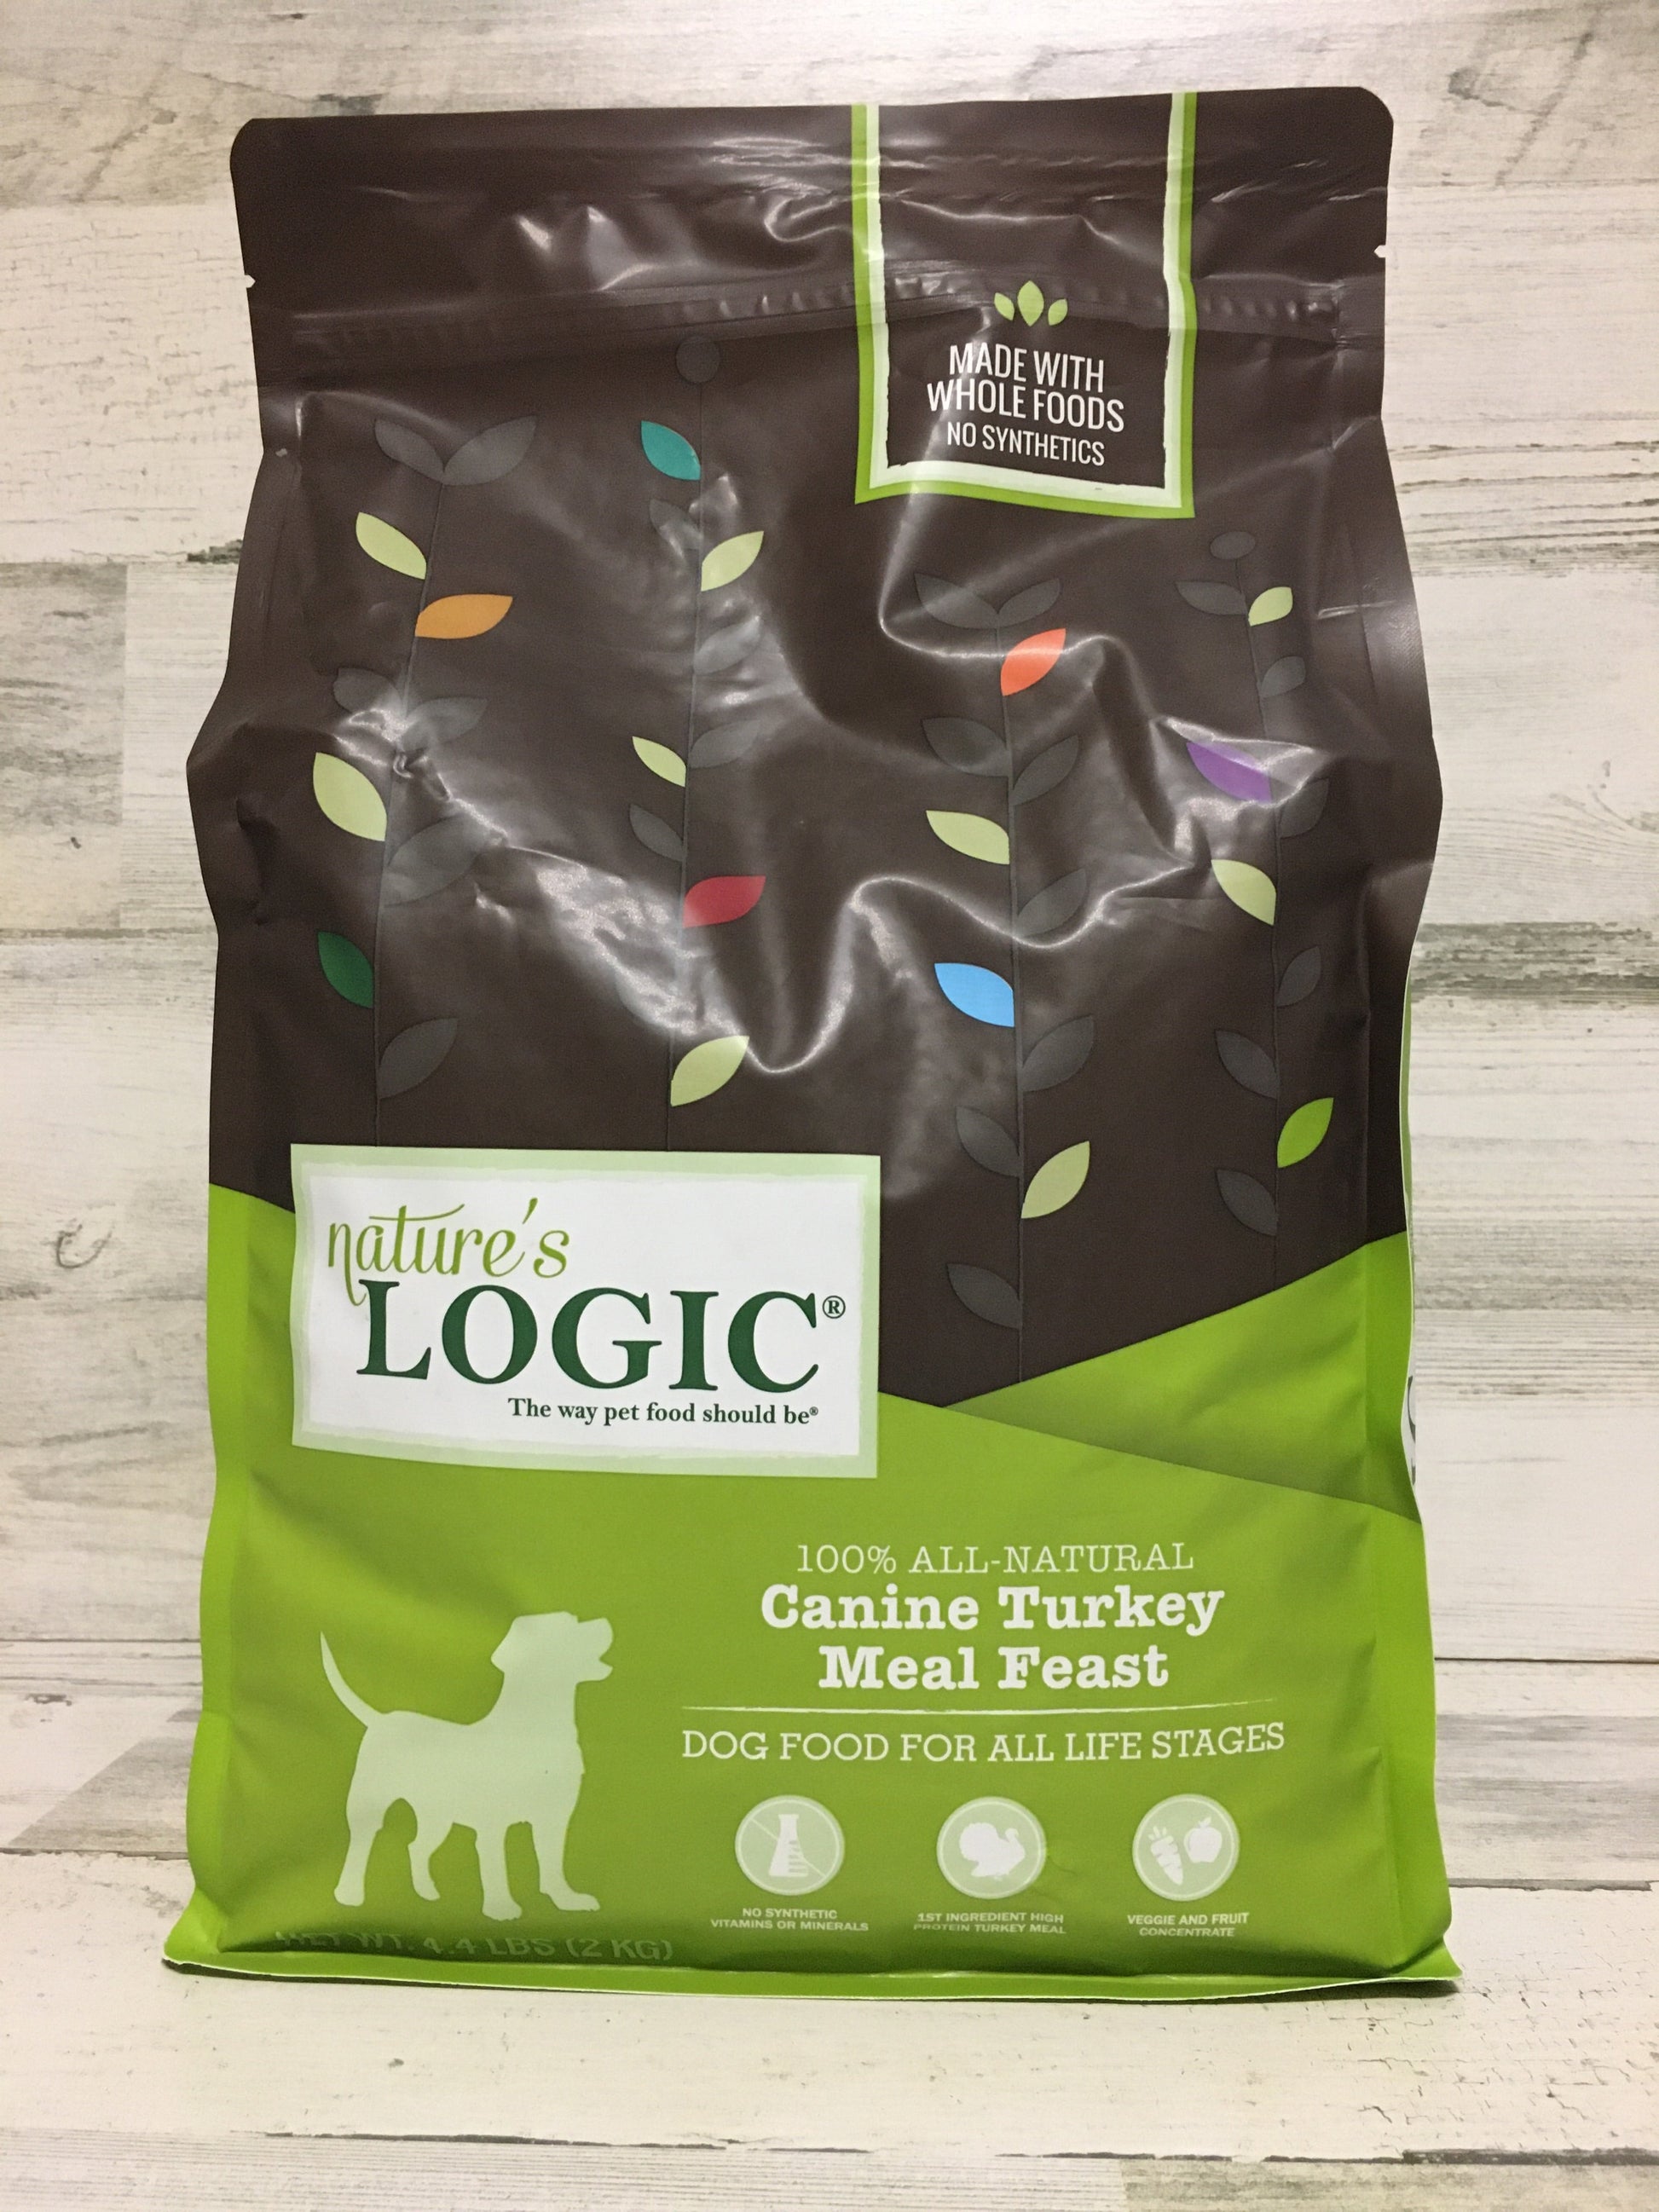 MADE WITH
WHOLE FOODS
NO SYNTHETICS
nature's
LOGIC®
The way pet food should be®
100% ALL-NATURAL
Canine Turkey
Meal Feast
DOG FOOD FOR ALL LIFE STAGES
NO SYNTHETIC
VITAMINS OR MINERALS
1ST INGREDIENT HIGH
PROTEIN TURKEY MEAL
VEGGIE AND FRUIT
CONCENTRATE
NET WT. 4.4 LBS (2 KG)